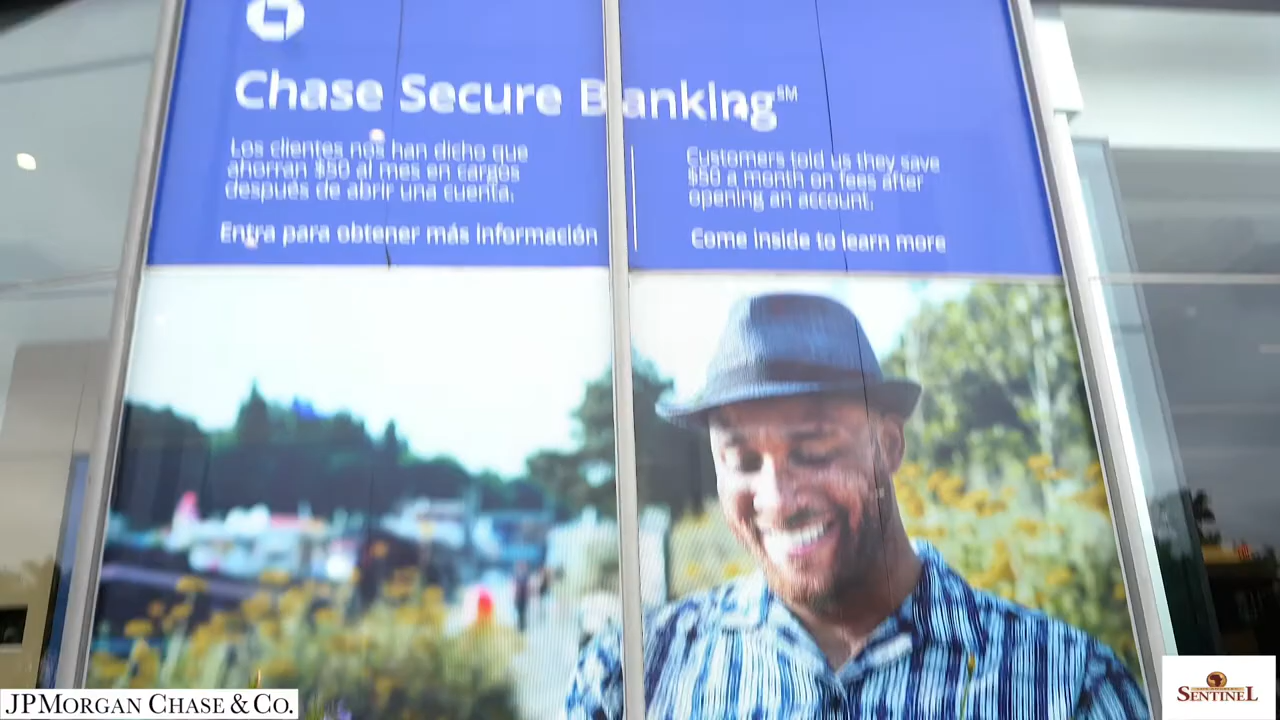 Chase Secure Banking℠
Los clientes nos han dicho que
ahorran $50 al mes en cargos
después de abrir una cuenta.
Entra para obtener más información
Customers told us they save
$50 a month on fees after
opening an account.
Come inside to learn more
JPMORGAN CHASE & CO.
SENTINEL